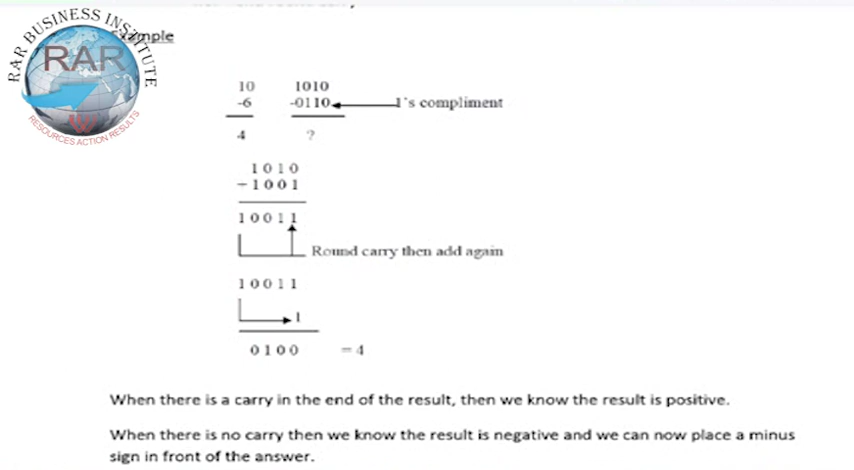 RAR BUSINESS INSTITUTE
RAR
RESOURCES ACTION RESULTS
Example
10 1010
-6 -0110 1's compliment
4 ?
1010
+1001
10011
Round carry then add again
10011
1
0100 = 4
When there is a carry in the end of the result, then we know the result is positive.
When there is no carry then we know the result is negative and we can now place a minus
sign in front of the answer.